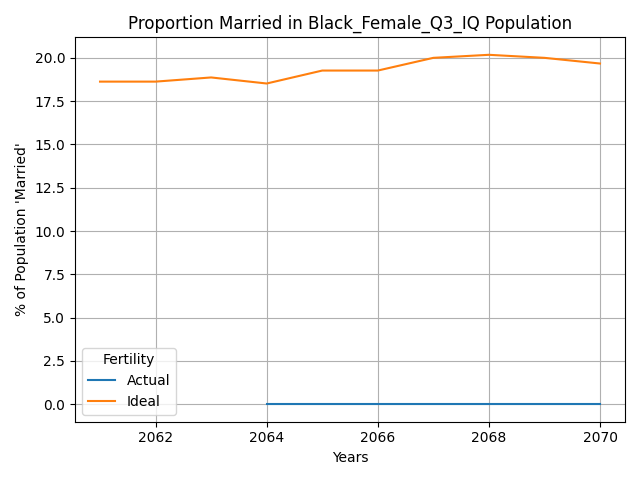 Proportion Married in Black_Female_Q3_IQ Population
% of Population 'Married'
20.0
17.5
15.0
12.5
10.0
7.5
5.0
2.5
0.0
Fertility
Actual
Ideal
2062 2064 2066 2068 2070
Years